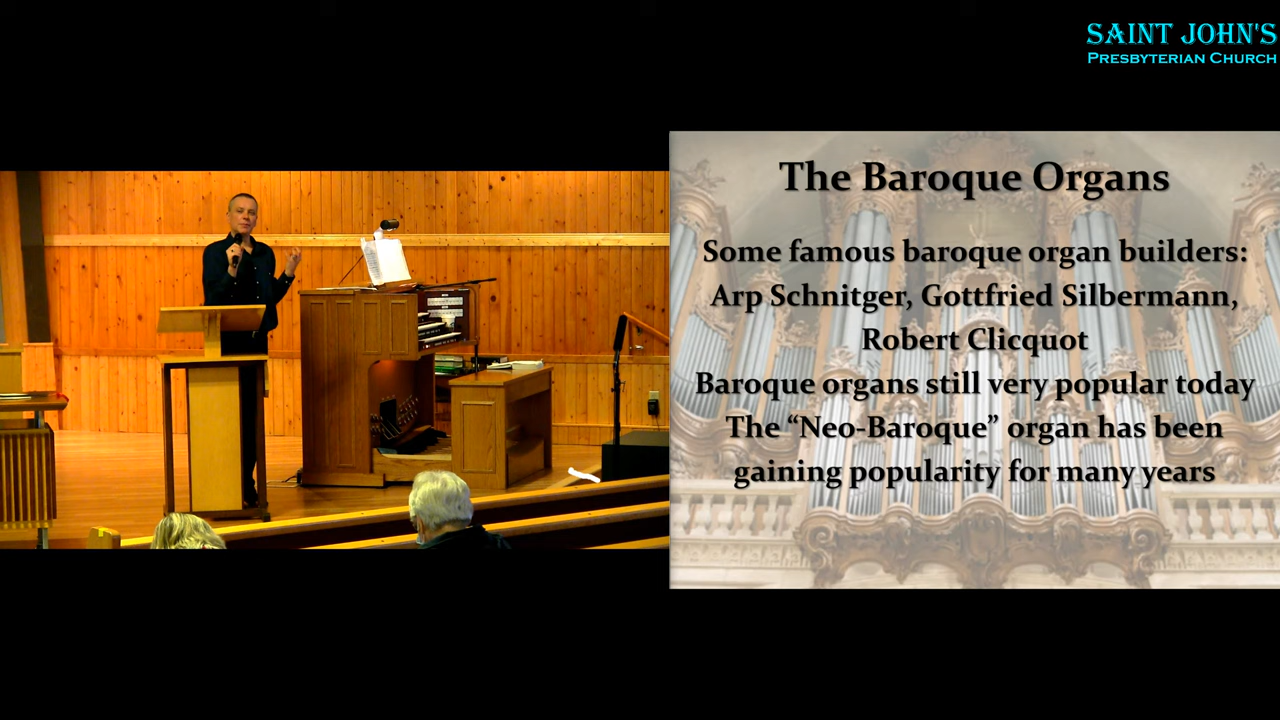 SAINT JOHN'S
PRESBYTERIAN CHURCH
The Baroque Organs
Some famous baroque organ builders:
Arp Schnitger, Gottfried Silbermann,
Robert Clicquot
Baroque organs still very popular today
The “Neo-Baroque” organ has been
gaining popularity for many years